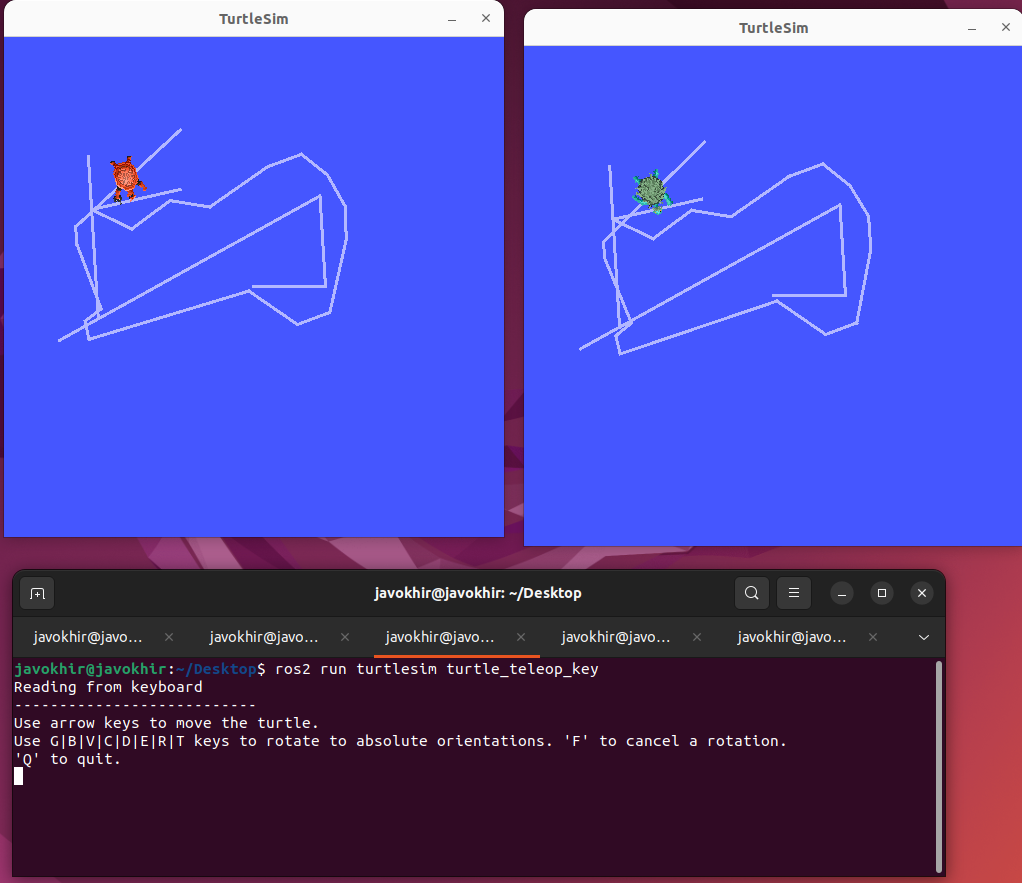 TurtleSim
TurtleSim
javokhir@javokhir: ~/Desktop
javokhir@javo... javokhir@javo... javokhir@javo... javokhir@javo... javokhir@javo...
javokhir@javokhir:~/Desktop$ ros2 run turtlesim turtle_teleop_key
Reading from keyboard
---------------------------
Use arrow keys to move the turtle.
Use G|B|V|C|D|E|R|T keys to rotate to absolute orientations. 'F' to cancel a rotation.
'Q' to quit.